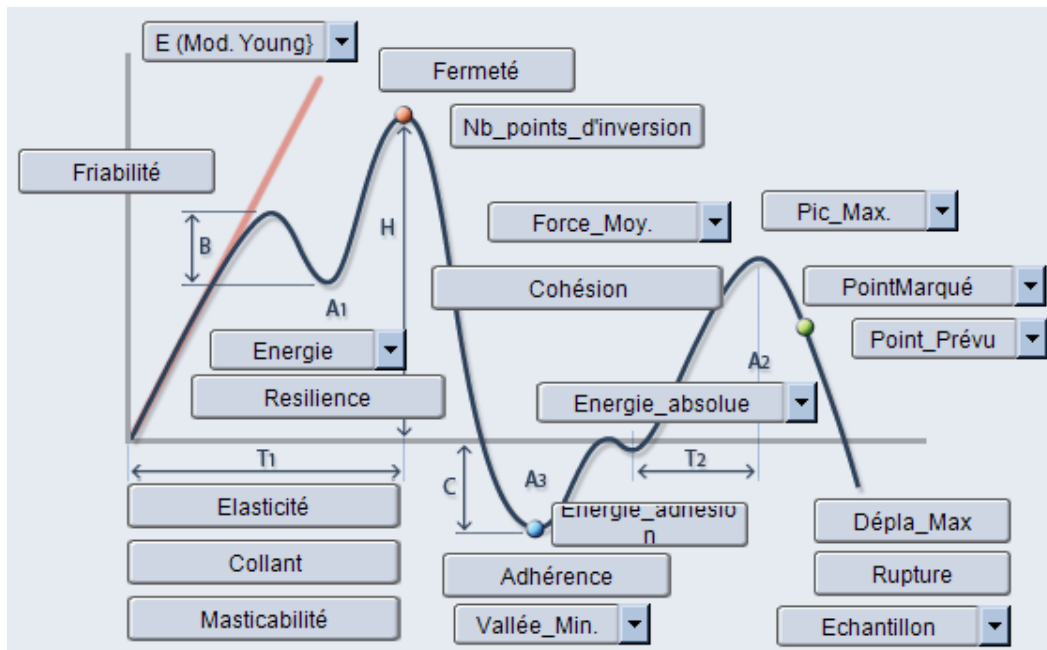 E (Mod. Young}
Fermeté
Nb_points_d'inversion
Friabilité
Force_Moy.
Pic_Max.
B
H
Cohésion
PointMarqué
A1
Energie
Point_Prévu
A2
Resilience
Energie_absolue
T1
T2
C
A3
Elasticité
Energie_adhésio
n
Dépla_Max
Collant
Adhérence
Rupture
Masticabilité
Vallée_Min.
Echantillon